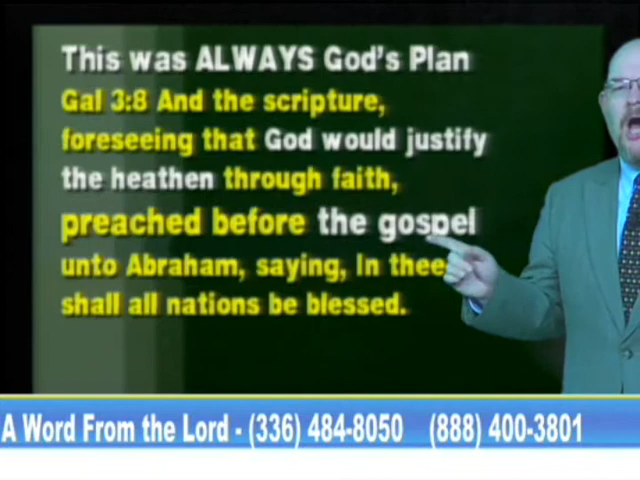 This was ALWAYS God's Plan
Gal 3:8 And the scripture,
foreseeing that God would justify
the heathen through faith,
preached before the gospel
unto Abraham, saying, In thee
shall all nations be blessed.
A Word From the Lord - (336) 484-8050 (888) 400-3801